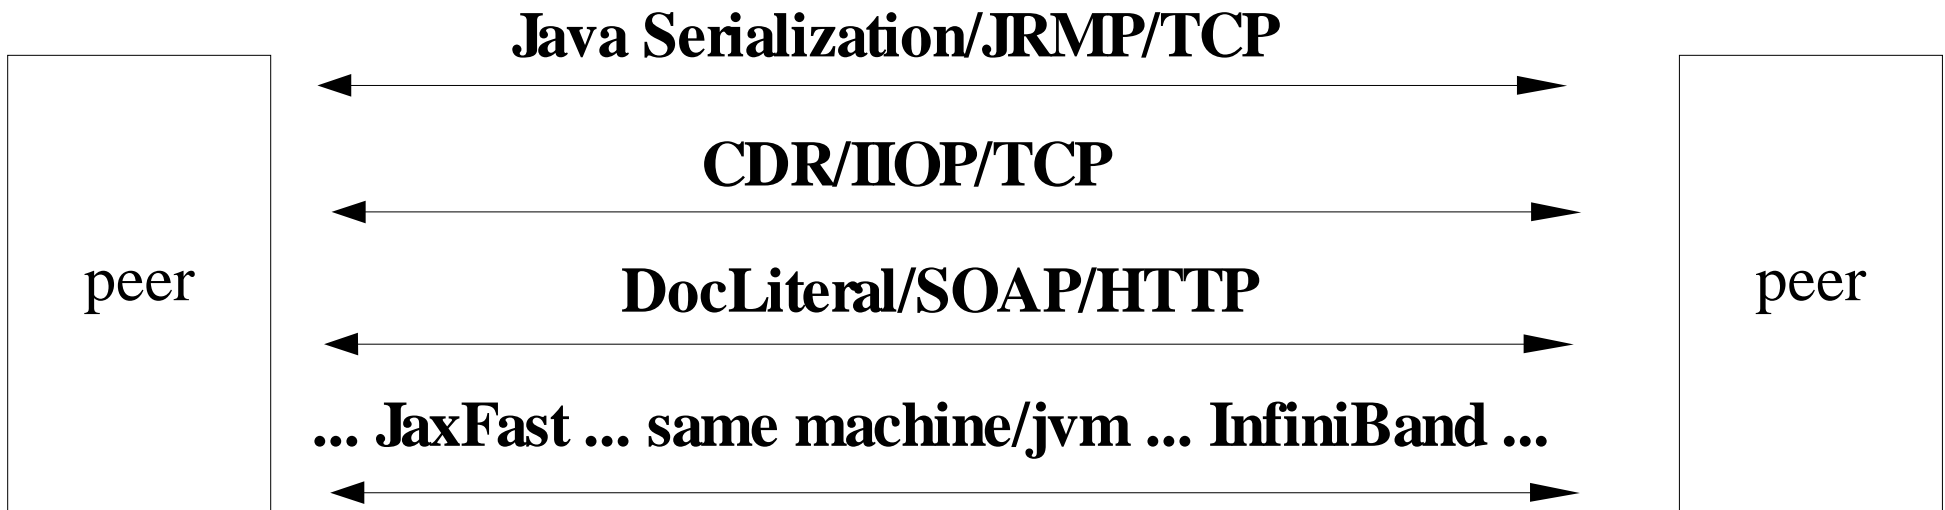 Java Serialization/JRMP/TCP
CDR/IIOP/TCP
peer
DocLiteral/SOAP/HTTP
peer
... JaxFast ... same machine/jvm ... InfiniBand ...